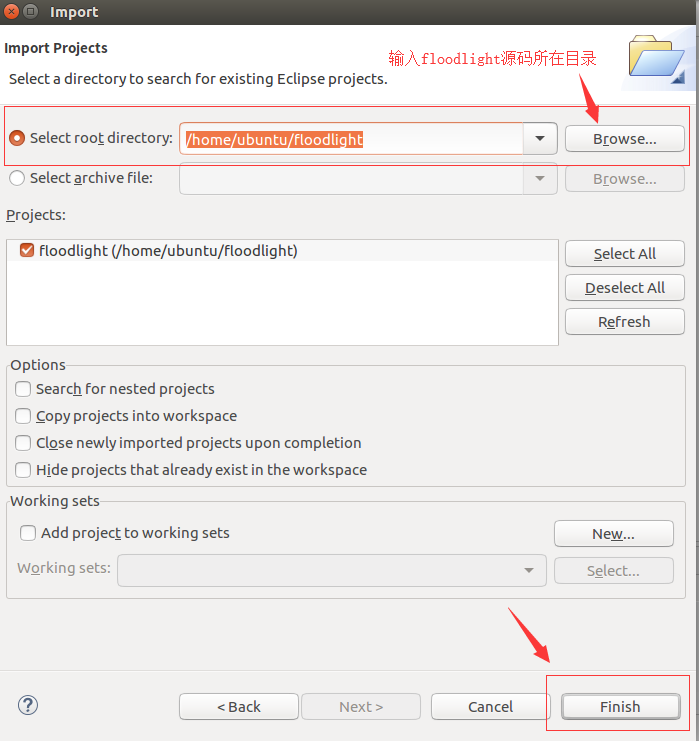 Import
Import Projects
输入floodlight源码所在目录
Select a directory to search for existing Eclipse projects.
Select root directory: /home/ubuntu/floodlight Browse...
Select archive file: Browse...
Projects:
floodlight (/home/ubuntu/floodlight)
Select All
Deselect All
Refresh
Options
Search for nested projects
Copy projects into workspace
Close newly imported projects upon completion
Hide projects that already exist in the workspace
Working sets
Add project to working sets New...
Working sets: Select...
? < Back Next > Cancel Finish